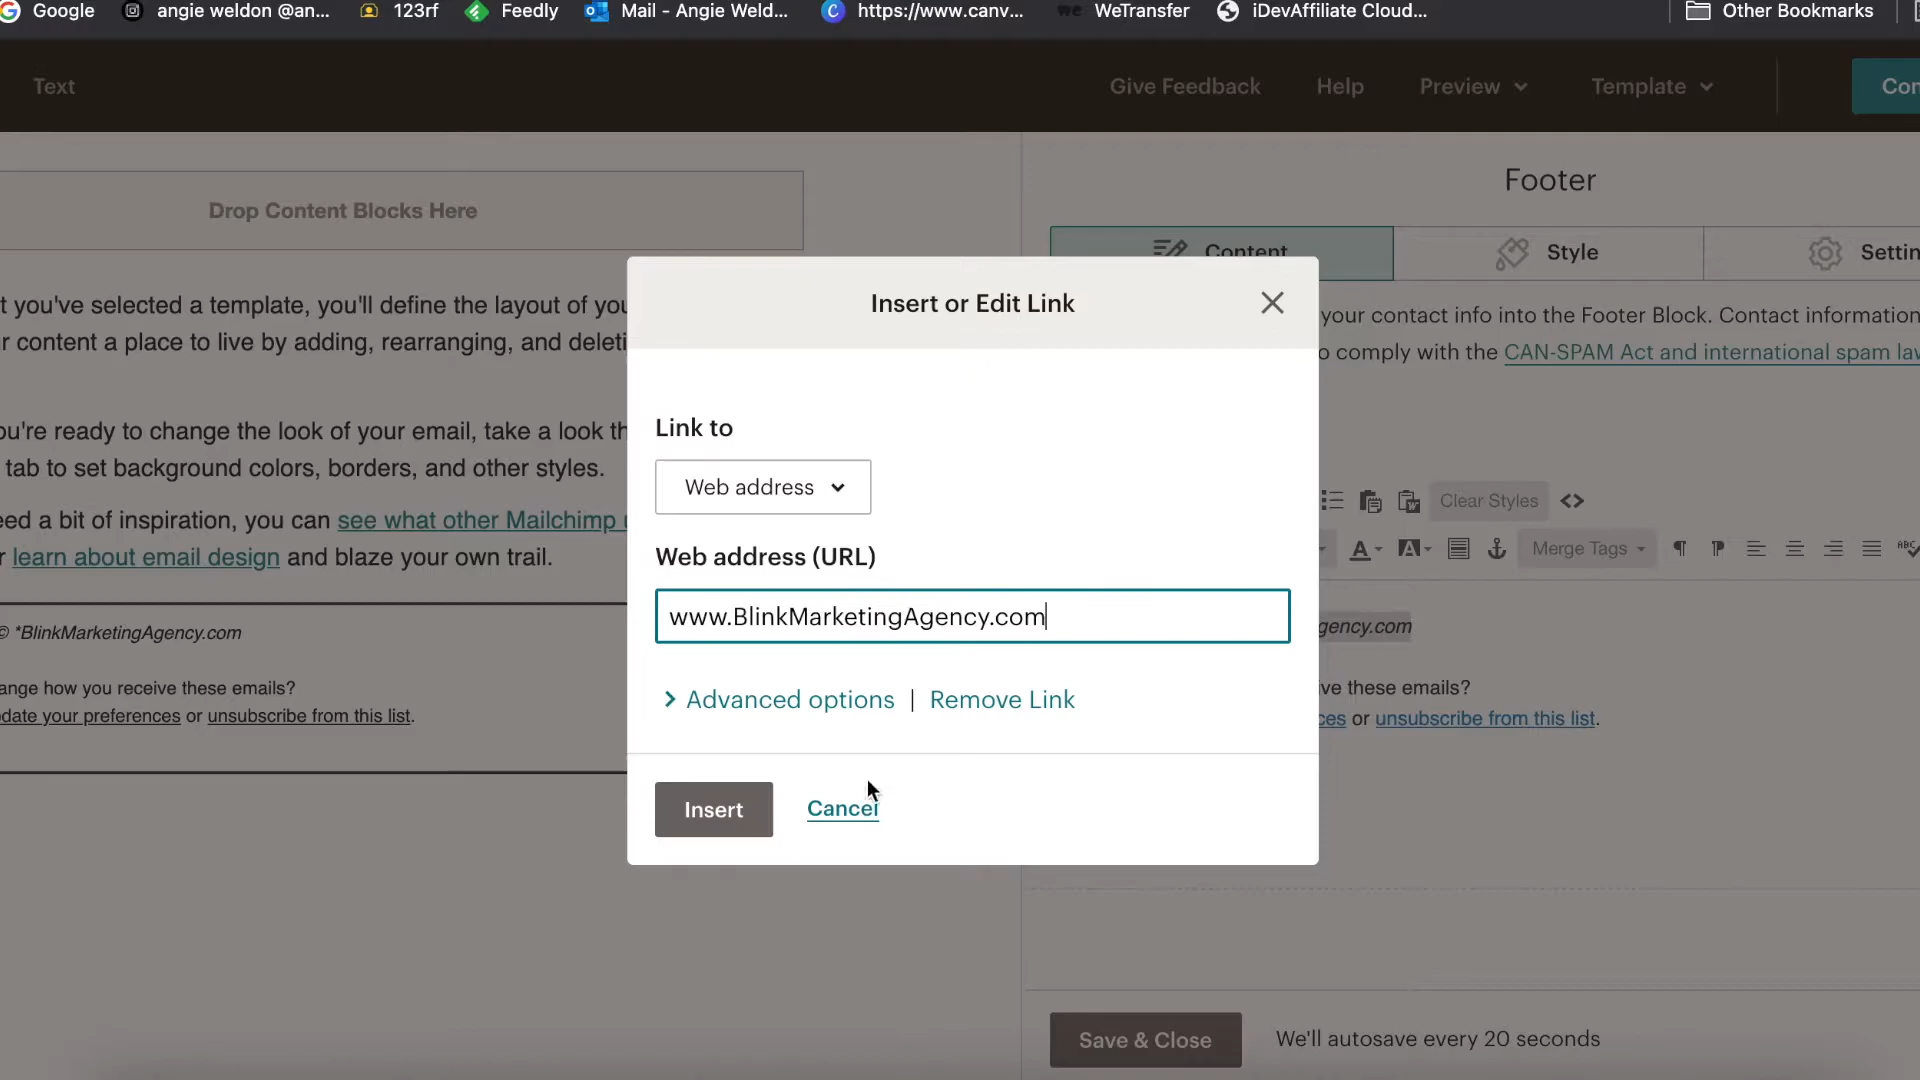 Google angie weldon @an... 123rf Feedly Mail - Angie Weld... https://www.canv... WeTransfer iDevAffiliate Cloud... Other Bookmarks
Text Give Feedback Help Preview Template
Footer
Drop Content Blocks Here
Content Style
Insert or Edit Link
t you've selected a template, you'll define the layout of
your contact info into the Footer Block. Contact information
content a place to live by adding, rearranging, and
comply with the CAN-SPAM Act and international spam
Link to
ou're ready to change the look of your email, take a look
tab to set background colors, borders, and other styles.
Web address
Clear Styles
eed a bit of inspiration, you can see what other Mailchimp
learn about email design and blaze your own trail.
Merge Tags
Web address (URL)
www.BlinkMarketingAgency.com
© *BlinkMarketingAgency.com
gency.com
ange how you receive these emails?
ve these emails?
date your preferences or unsubscribe from this list.
ces or unsubscribe from this list.
Advanced options | Remove Link
Insert Cancel
Save & Close We'll autosave every 20 seconds